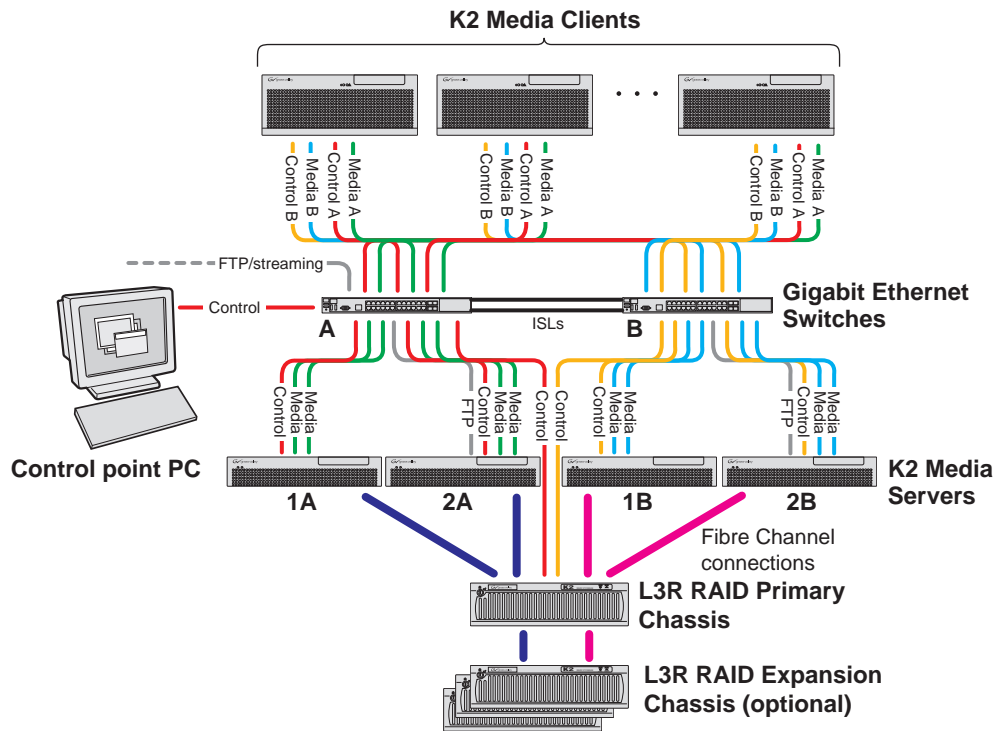 K2 Media Clients
Control B
Media B
Control A
Media A
Control B
Media B
Control A
Media A
Control B
Media B
Control A
Media A
FTP/streaming
Control
A
ISLs
B
Gigabit Ethernet
Switches
Control
Media
Media
FTP
Control
Media
Media
Control
Control
Control
Media
Media
FTP
Control
Media
Media
Control point PC
1A
2A
1B
2B
K2 Media
Servers
Fibre Channel
connections
K2
L3R RAID Primary
Chassis
K2
L3R RAID Expansion
Chassis (optional)